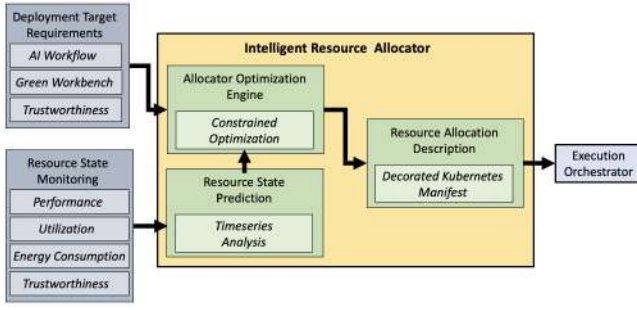 Deployment Target
Requirements
AI Workflow
Green Workbench
Trustworthiness
Resource State
Monitoring
Performance
Utilization
Energy Consumption
Trustworthiness
Intelligent Resource Allocator
Allocator Optimization
Engine
Constrained
Optimization
Resource State
Prediction
Timeseries
Analysis
Resource Allocation
Description
Decorated Kubernetes
Manifest
Execution
Orchestrator